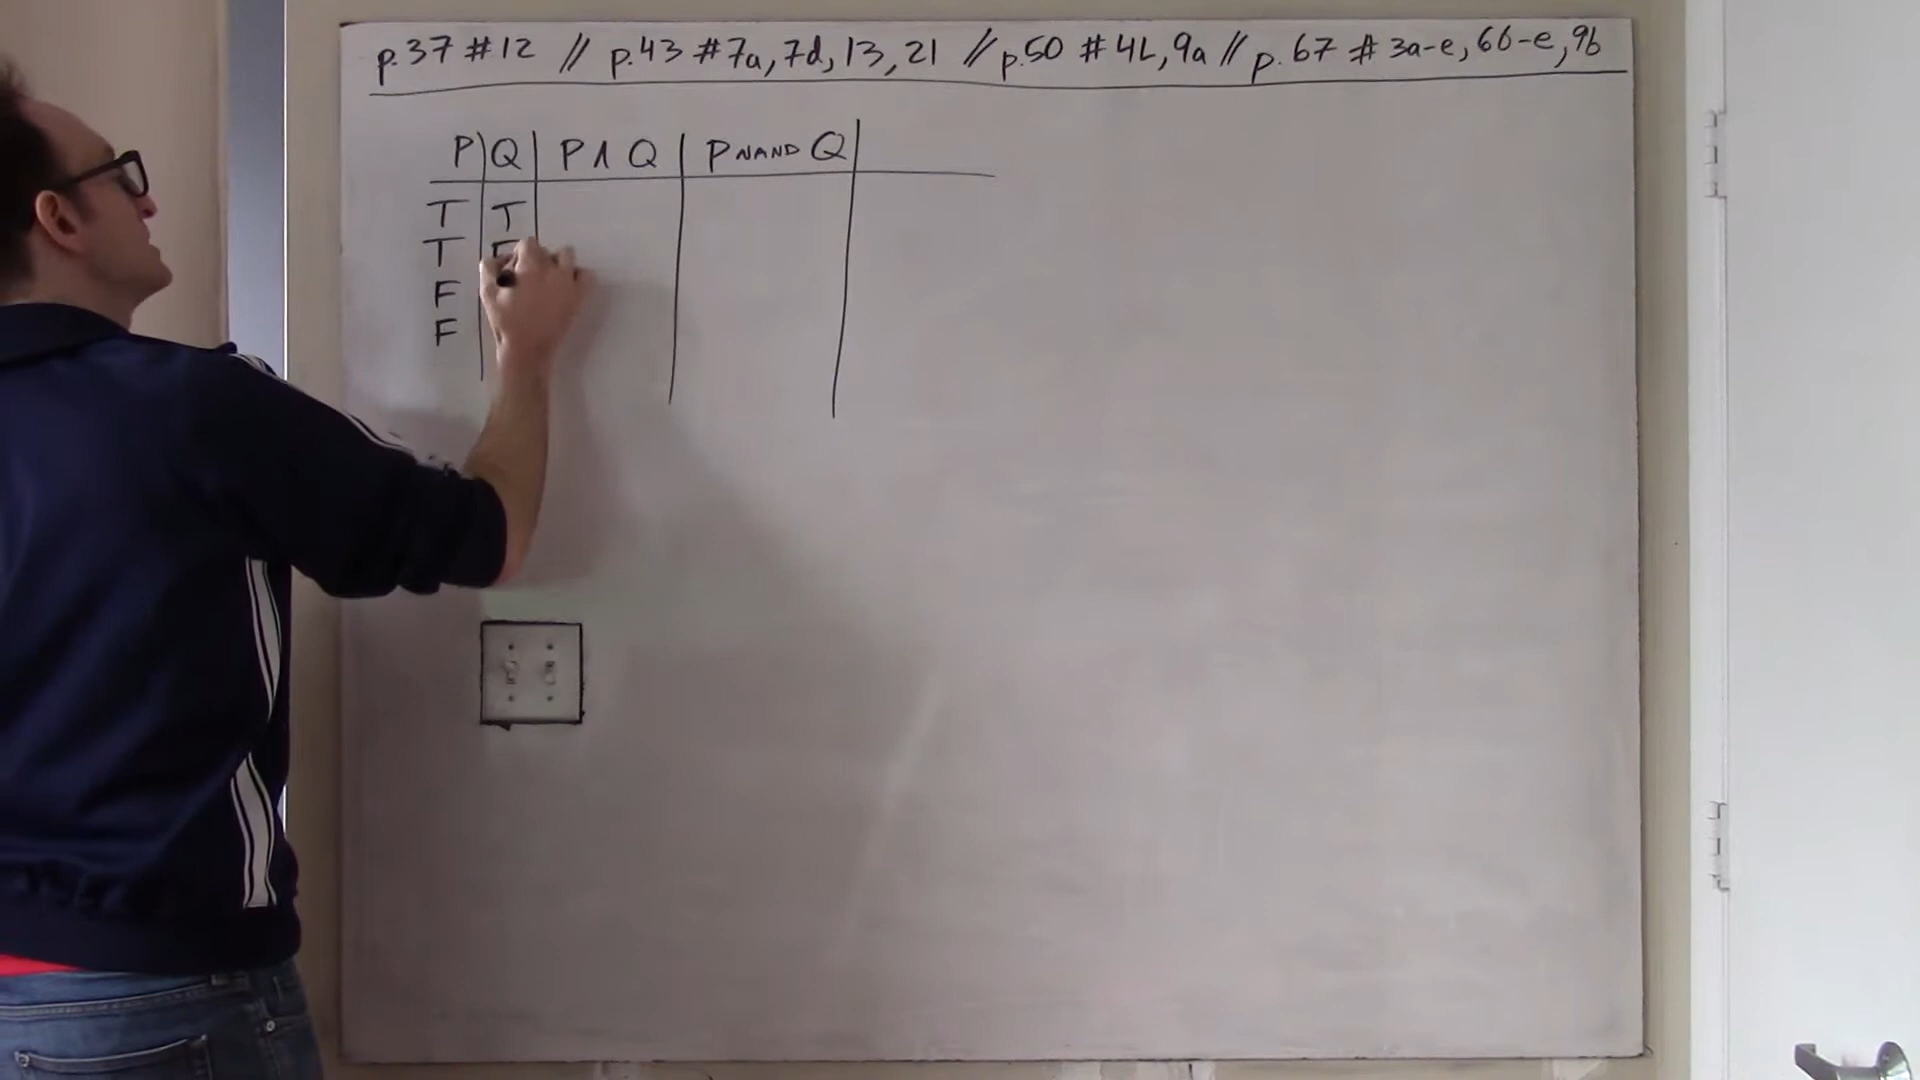 p.37 #12 // p.43 #7a, 7d, 13, 21 // p.50 #4L, 9a // p.67 #3a-e, 6b-e, 9b
P Q P∧Q P NAND Q
T T
T F
F
F